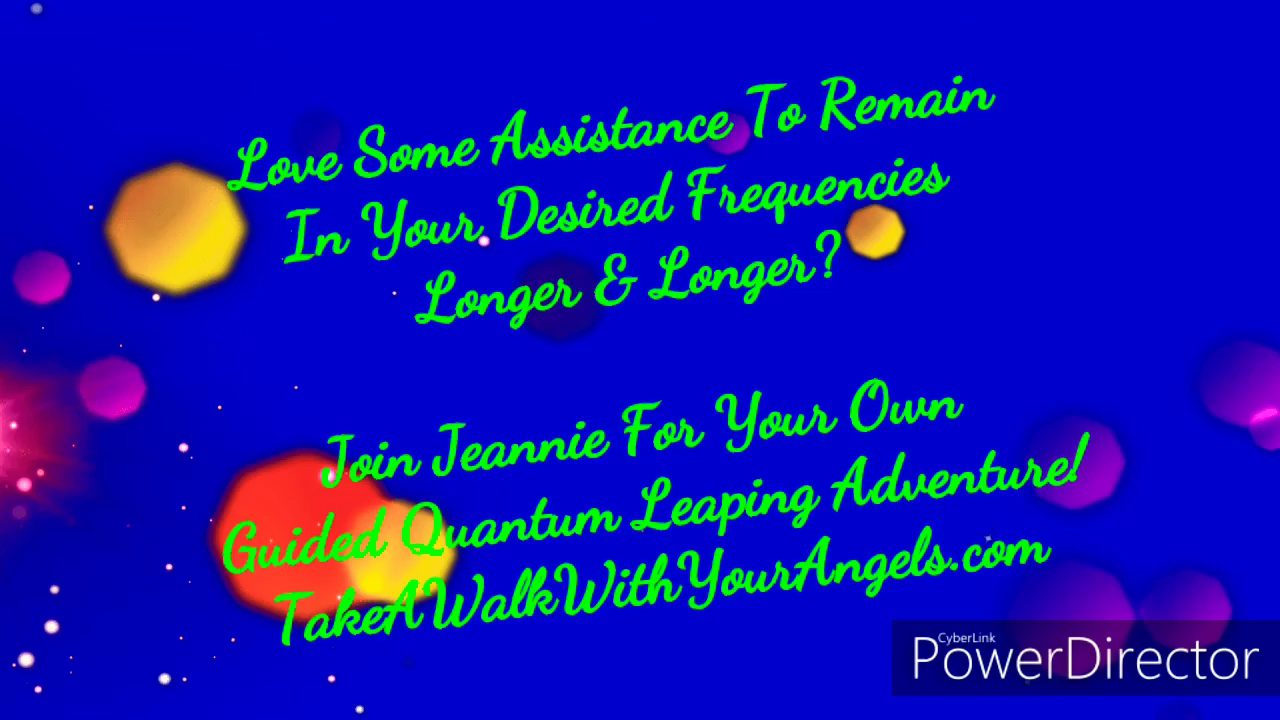 Love Some Assistance To Remain
In Your Desired Frequencies
Longer & Longer?
Join Jeannie For Your Own
Guided Quantum Leaping Adventure!
TakeAWalkWithYourAngels.com
CyberLink
PowerDirector